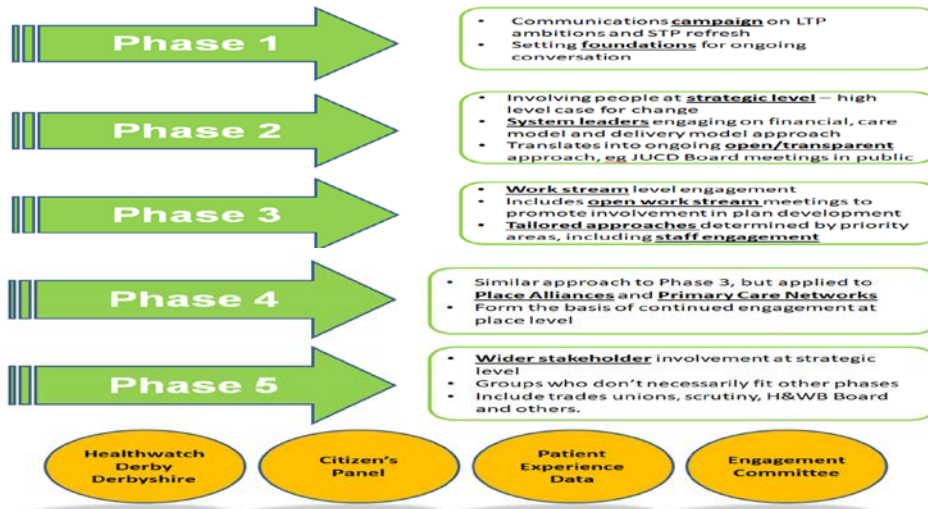 Phase 1
• Communications campaign on LTP
ambitions and STP refresh
• Setting foundations for ongoing
conversation
Phase 2
• Involving people at strategic level – high
level case for change
• System leaders engaging on financial, care
model and delivery model approach
• Translates into ongoing open/transparent
approach, eg JUCD Board meetings in public
Phase 3
• Work stream level engagement
• Includes open work stream meetings to
promote involvement in plan development
• Tailored approaches determined by priority
areas, including staff engagement
Phase 4
• Similar approach to Phase 3, but applied to
Place Alliances and Primary Care Networks
• Form the basis of continued engagement at
place level
Phase 5
• Wider stakeholder involvement at strategic
level
• Groups who don't necessarily fit other phases
• Include trades unions, scrutiny, H&WB Board
and others.
Healthwatch
Derby
Derbyshire
Citizen's
Panel
Patient
Experience
Data
Engagement
Committee